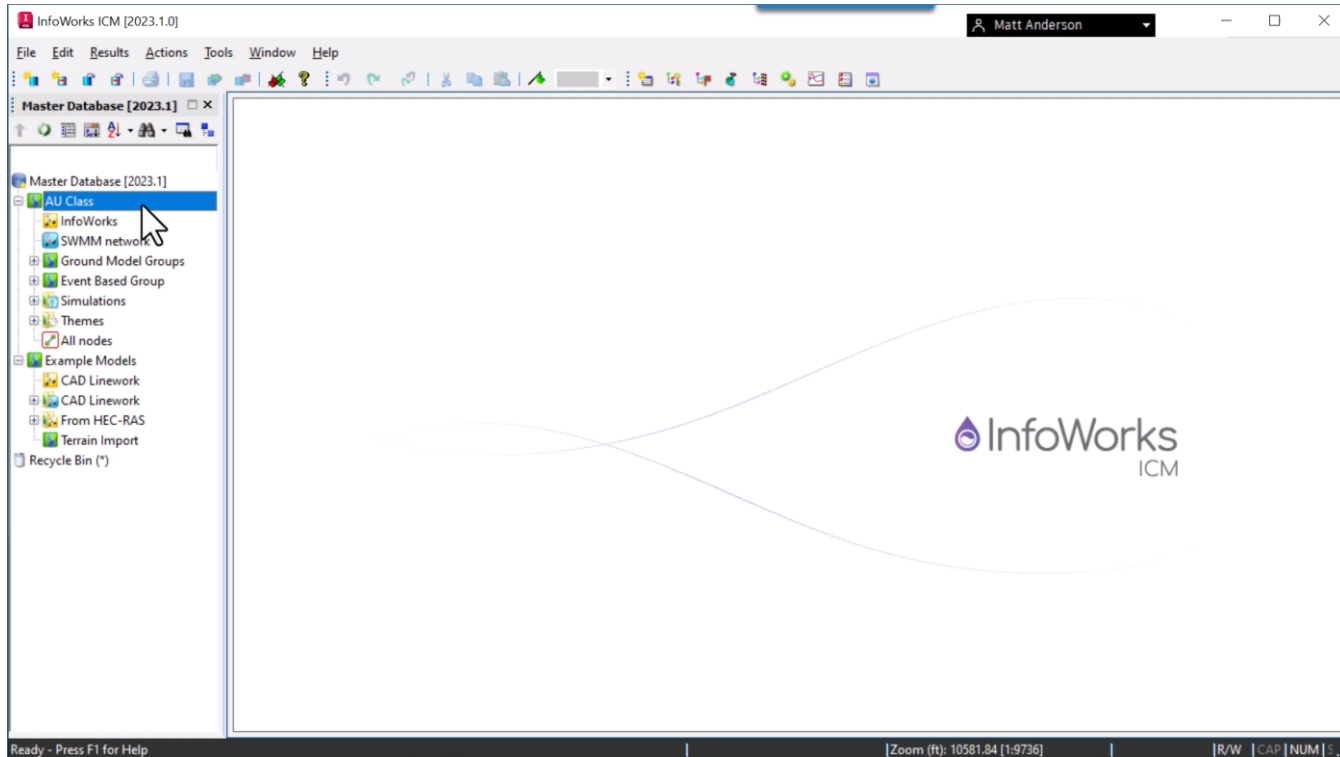 InfoWorks ICM [2023.1.0]
Matt Anderson
File Edit Results Actions Tools Window Help
Master Database [2023.1]
Master Database [2023.1]
AU Class
InfoWorks
SWMM network
Ground Model Groups
Event Based Group
Simulations
Themes
All nodes
Example Models
CAD Linework
CAD Linework
From HEC-RAS
Terrain Import
Recycle Bin (*)
InfoWorks
ICM
Ready - Press F1 for Help Zoom (ft): 10581.84 [1:9736] R/W CAP NUM